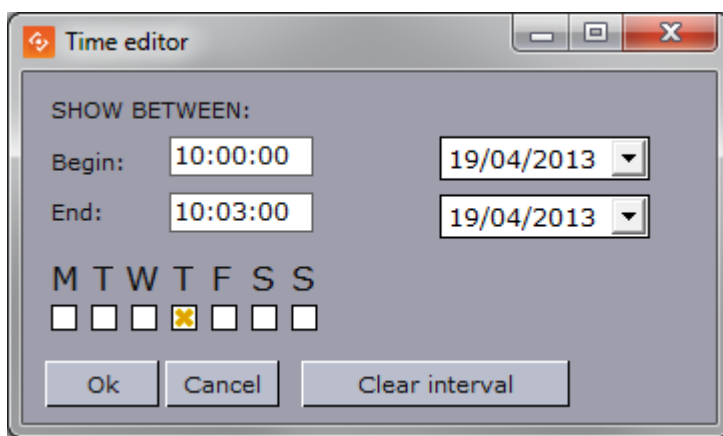 Time editor
SHOW BETWEEN:
Begin: 10:00:00 19/04/2013
End: 10:03:00 19/04/2013
M T W T F S S
Ok Cancel Clear interval